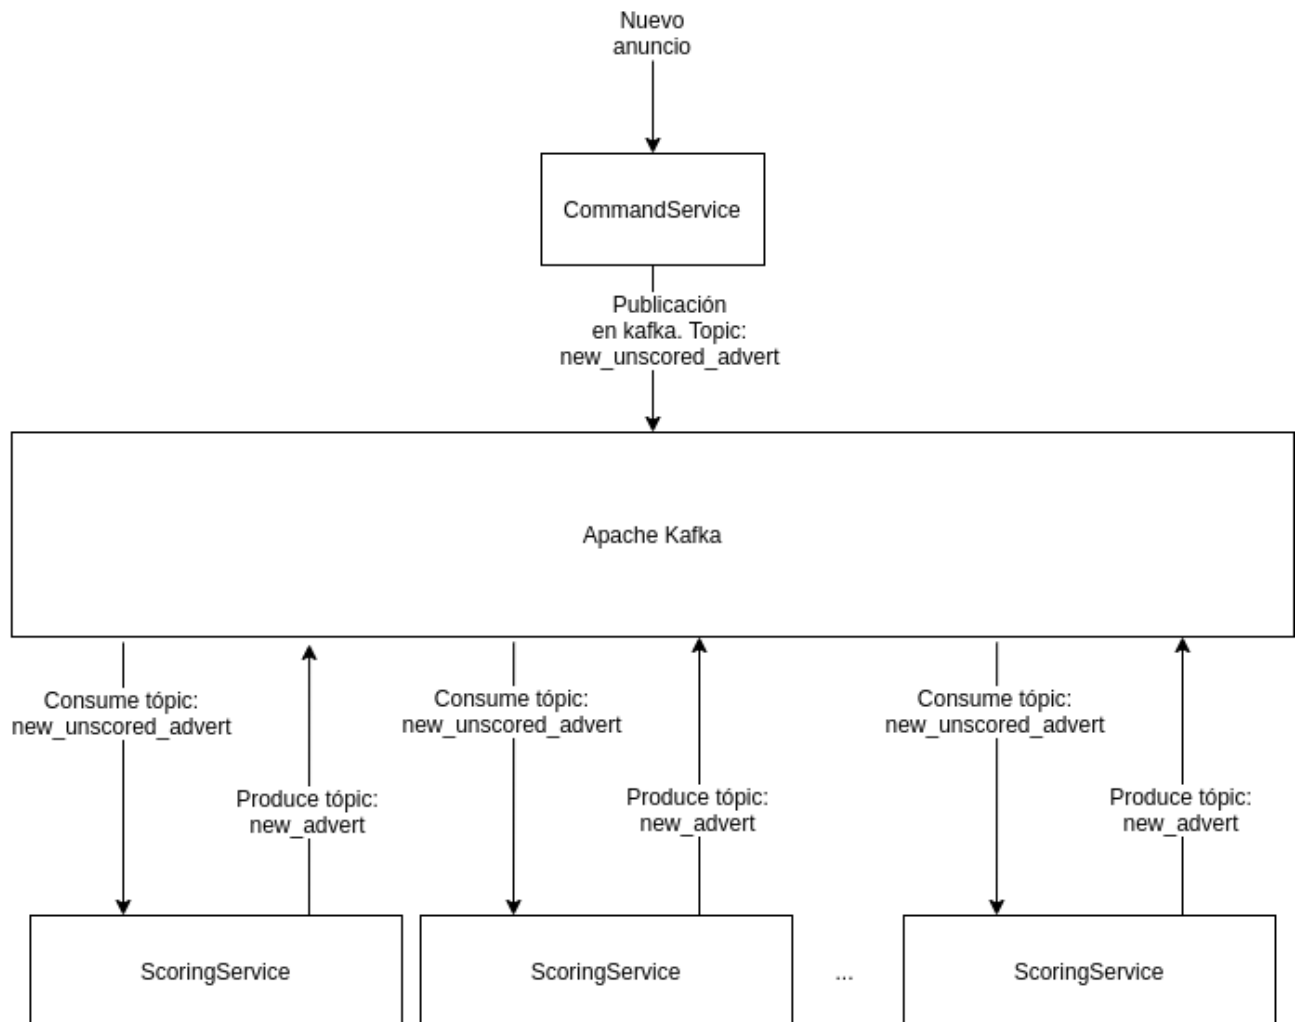 Nuevo
anuncio
CommandService
Publicación
en kafka. Topic:
new_unscored_advert
Apache Kafka
Consume tópic:
new_unscored_advert
Produce tópic:
new_advert
Consume tópic:
new_unscored_advert
Produce tópic:
new_advert
Consume tópic:
new_unscored_advert
Produce tópic:
new_advert
ScoringService
ScoringService
...
ScoringService